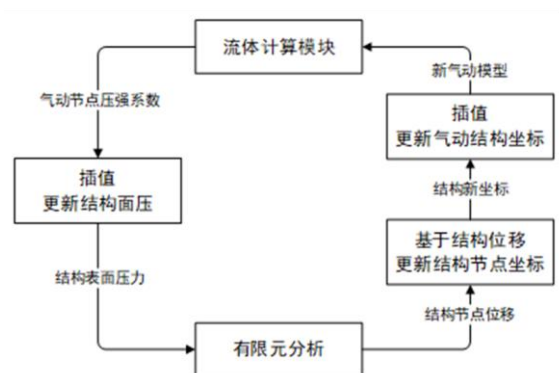 流体计算模块
新气动模型
气动节点压强系数
插值
更新气动结构坐标
插值
更新结构面压
结构新坐标
基于结构位移
更新结构节点坐标
结构表面压力
结构节点位移
有限元分析